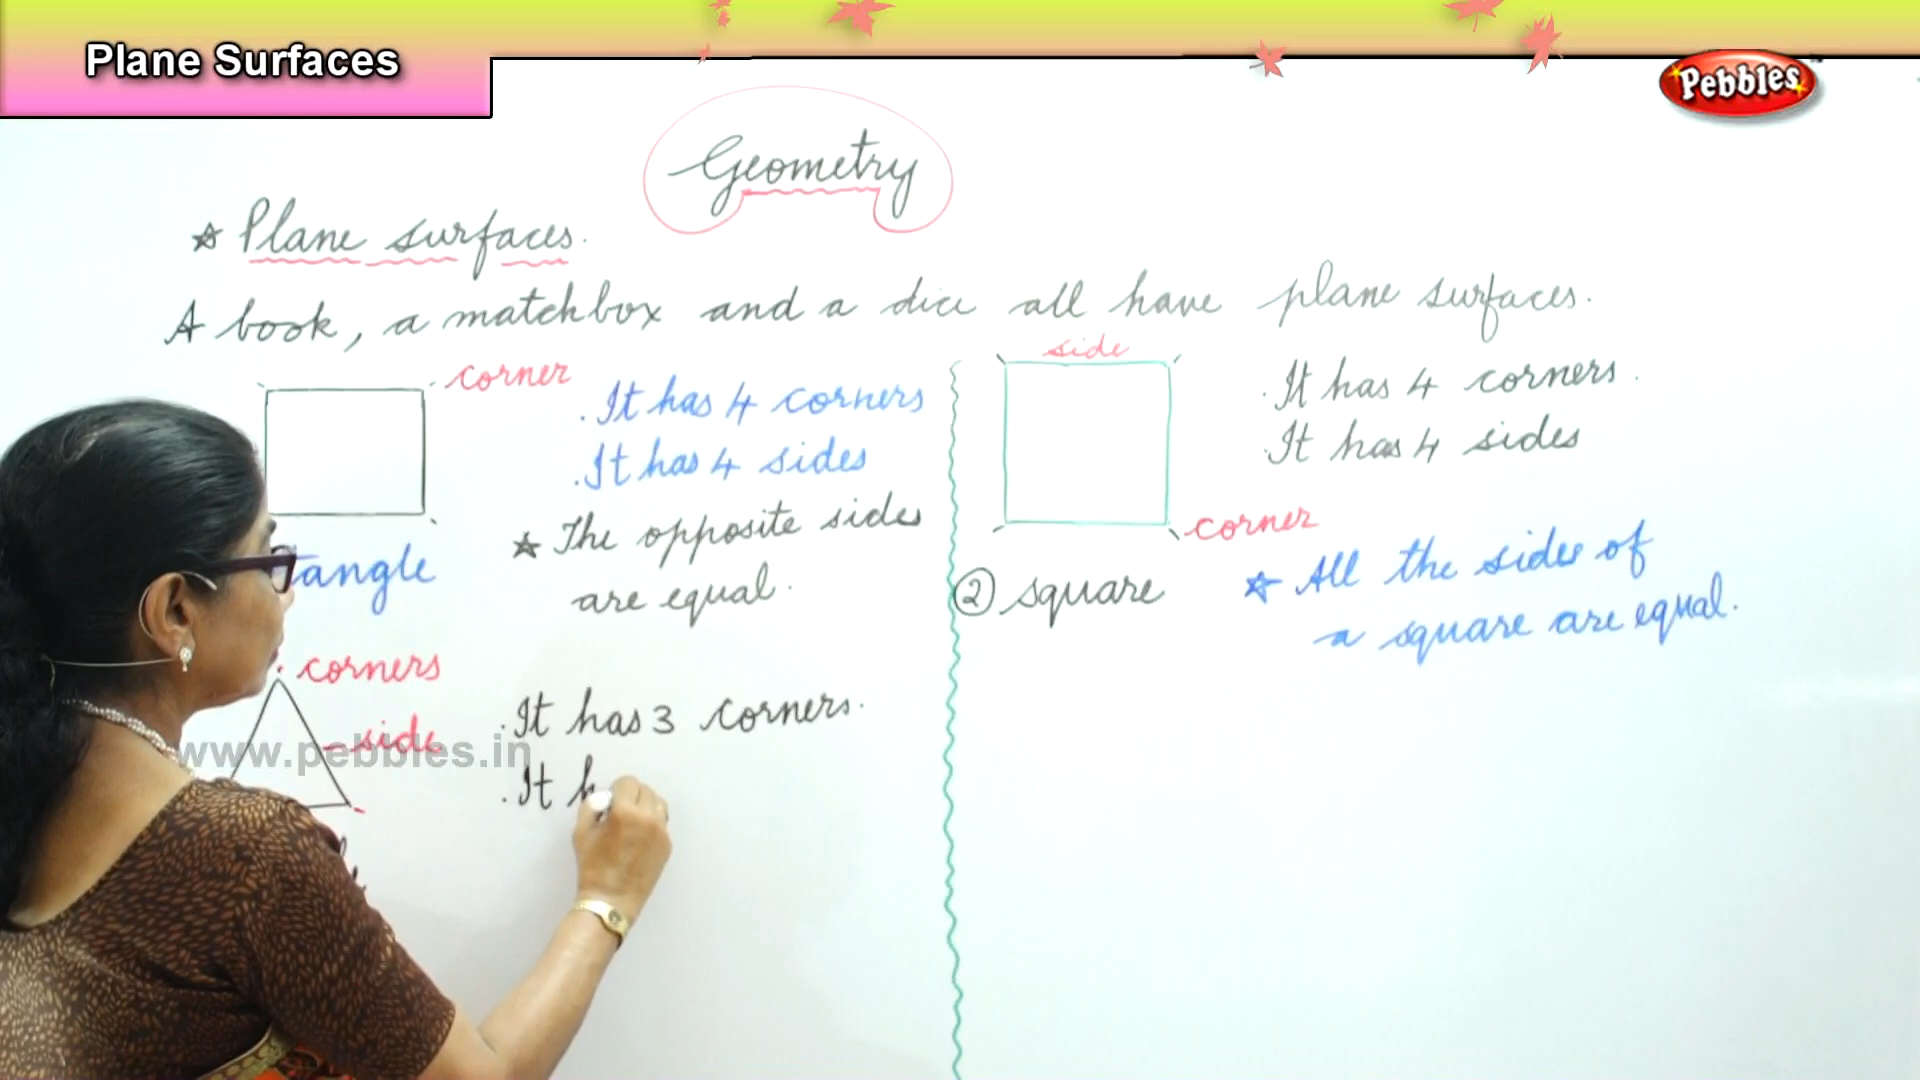 Plane Surfaces
Pebbles
Geometry
☆ Plane surfaces.
A book, a matchbox and a dice all have plane surfaces.
corner
. It has 4 corners
. It has 4 sides
☆ The opposite sides
are equal.
tangle
side
. It has 4 corners.
. It has 4 sides
corner
② square
☆ All the sides of
a square are equal.
corners
side
. It has 3 corners.
. It h
www.pebbles.in